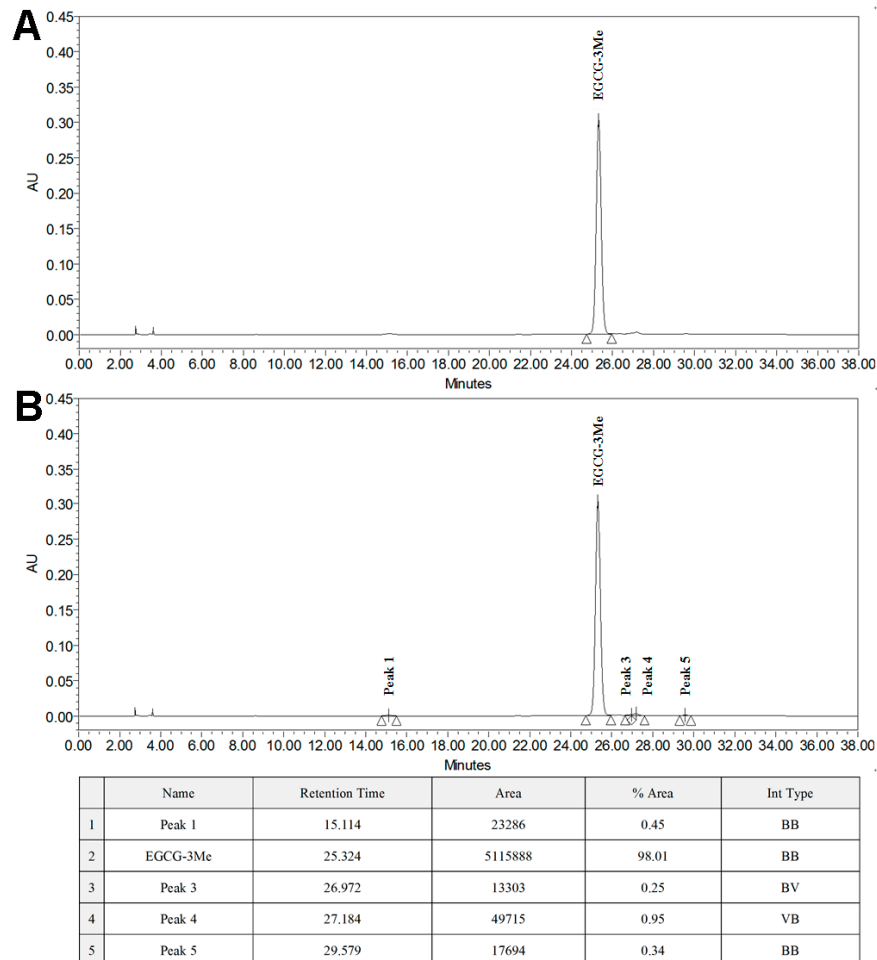 A
0.45
0.40
0.35
0.30
0.25
0.20
0.15
0.10
0.05
0.00
AU
EGCG-3Me
0.00 2.00 4.00 6.00 8.00 10.00 12.00 14.00 16.00 18.00 20.00 22.00 24.00 26.00 28.00 30.00 32.00 34.00 36.00 38.00
Minutes
B
0.45
0.40
0.35
0.30
0.25
0.20
0.15
0.10
0.05
0.00
AU
Peak 1
EGCG-3Me
Peak 3
Peak 4
Peak 5
0.00 2.00 4.00 6.00 8.00 10.00 12.00 14.00 16.00 18.00 20.00 22.00 24.00 26.00 28.00 30.00 32.00 34.00 36.00 38.00
Minutes
Name Retention Time Area % Area Int Type
1 Peak 1 15.114 23286 0.45 BB
2 EGCG-3Me 25.324 5115888 98.01 BB
3 Peak 3 26.972 13303 0.25 BV
4 Peak 4 27.184 49715 0.95 VB
5 Peak 5 29.579 17694 0.34 BB